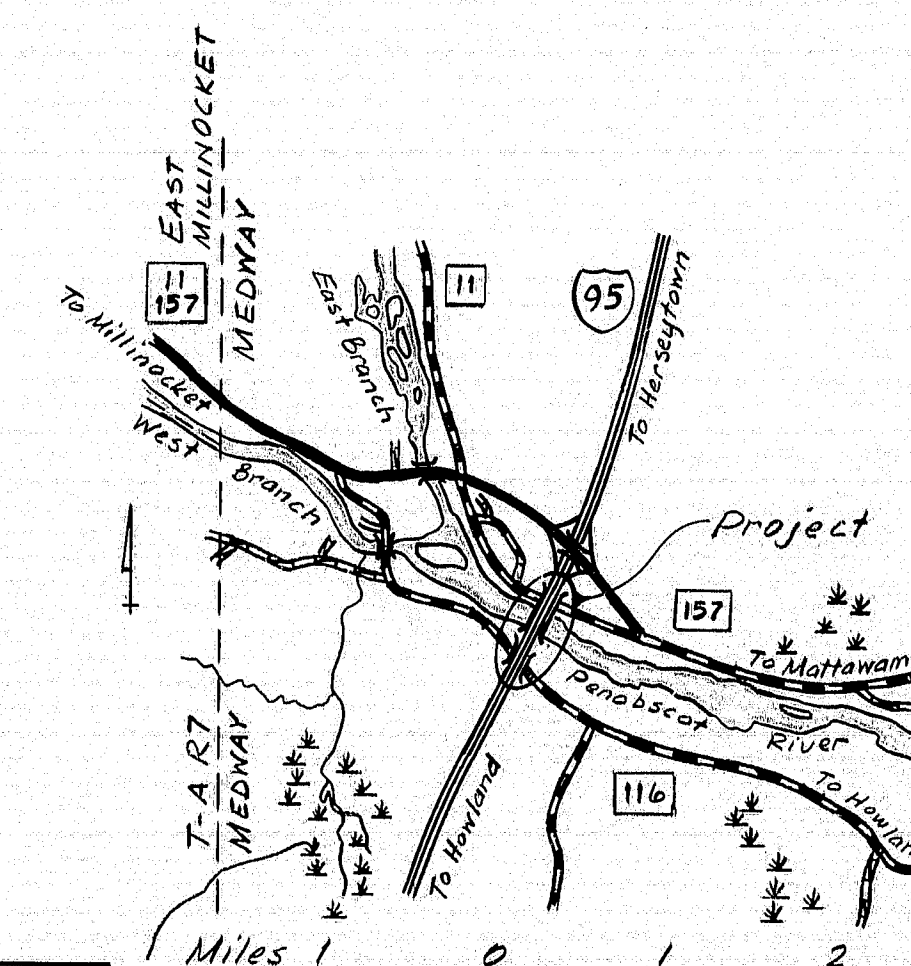 EAST
MILLINOCKET
MEDWAY
11
157
To Millinocket
West
Branch
East
Branch
11
95
To Herseytown
Project
157
To Mattawam
Penobscot
River
116
To Howlan
To Howland
T-A R7
MEDWAY
Miles 1 0 1 2